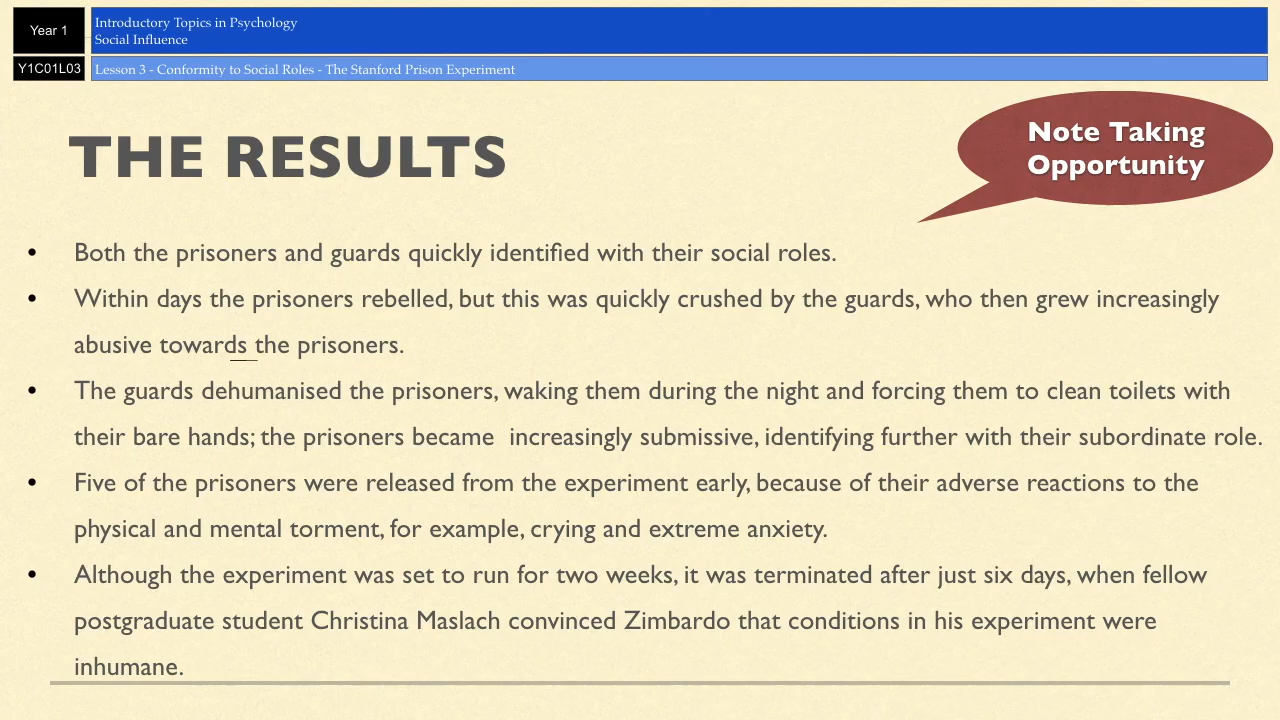 Year 1
Introductory Topics in Psychology
Social Influence
Y1C01L03
Lesson 3 - Conformity to Social Roles - The Stanford Prison Experiment
THE RESULTS
Note Taking
Opportunity
• Both the prisoners and guards quickly identified with their social roles.
• Within days the prisoners rebelled, but this was quickly crushed by the guards, who then grew increasingly
abusive towards the prisoners.
• The guards dehumanised the prisoners, waking them during the night and forcing them to clean toilets with
their bare hands; the prisoners became  increasingly submissive, identifying further with their subordinate role.
• Five of the prisoners were released from the experiment early, because of their adverse reactions to the
physical and mental torment, for example, crying and extreme anxiety.
• Although the experiment was set to run for two weeks, it was terminated after just six days, when fellow
postgraduate student Christina Maslach convinced Zimbardo that conditions in his experiment were
inhumane.